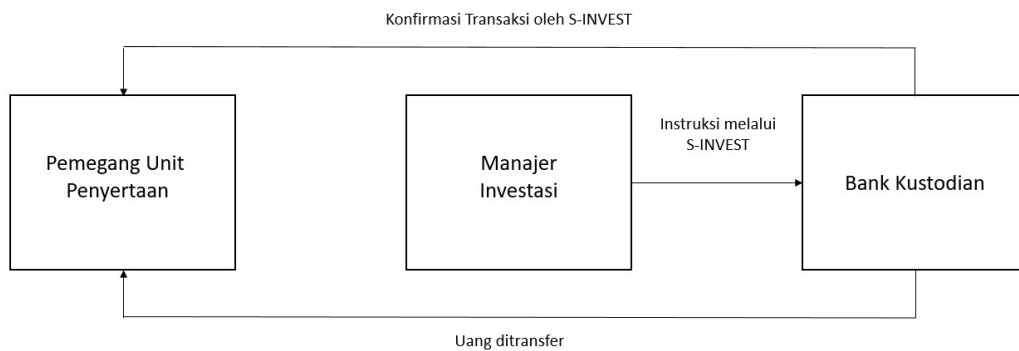 Konfirmasi Transaksi oleh S-INVEST
Pemegang Unit
Penyertaan
Manajer
Investasi
Instruksi melalui
S-INVEST
Bank Kustodian
Uang ditransfer